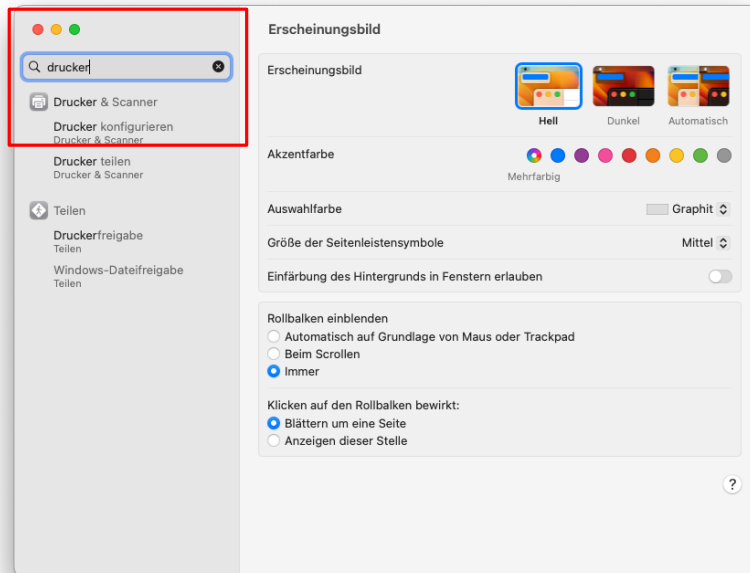 drucker
Drucker & Scanner
Drucker konfigurieren
Drucker & Scanner
Drucker teilen
Drucker & Scanner
Teilen
Druckerfreigabe
Teilen
Windows-Dateifreigabe
Teilen
Erscheinungsbild
Erscheinungsbild
Hell Dunkel Automatisch
Akzentfarbe
Mehrfarbig
Auswahlfarbe Graphit
Größe der Seitenleistensymbole Mittel
Einfärbung des Hintergrunds in Fenstern erlauben
Rollbalken einblenden
Automatisch auf Grundlage von Maus oder Trackpad
Beim Scrollen
Immer
Klicken auf den Rollbalken bewirkt:
Blättern um eine Seite
Anzeigen dieser Stelle
?